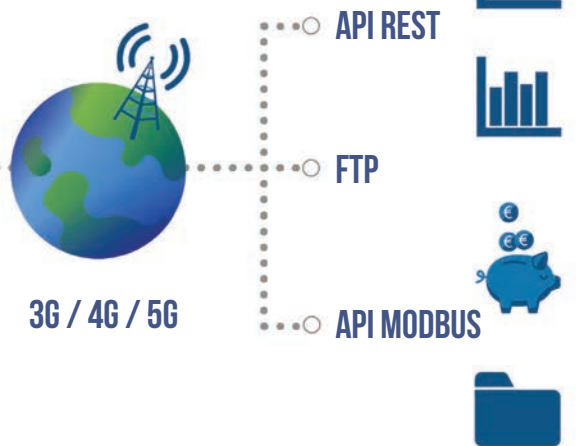 API REST
FTP
3G / 4G / 5G
API MODBUS
€
€€